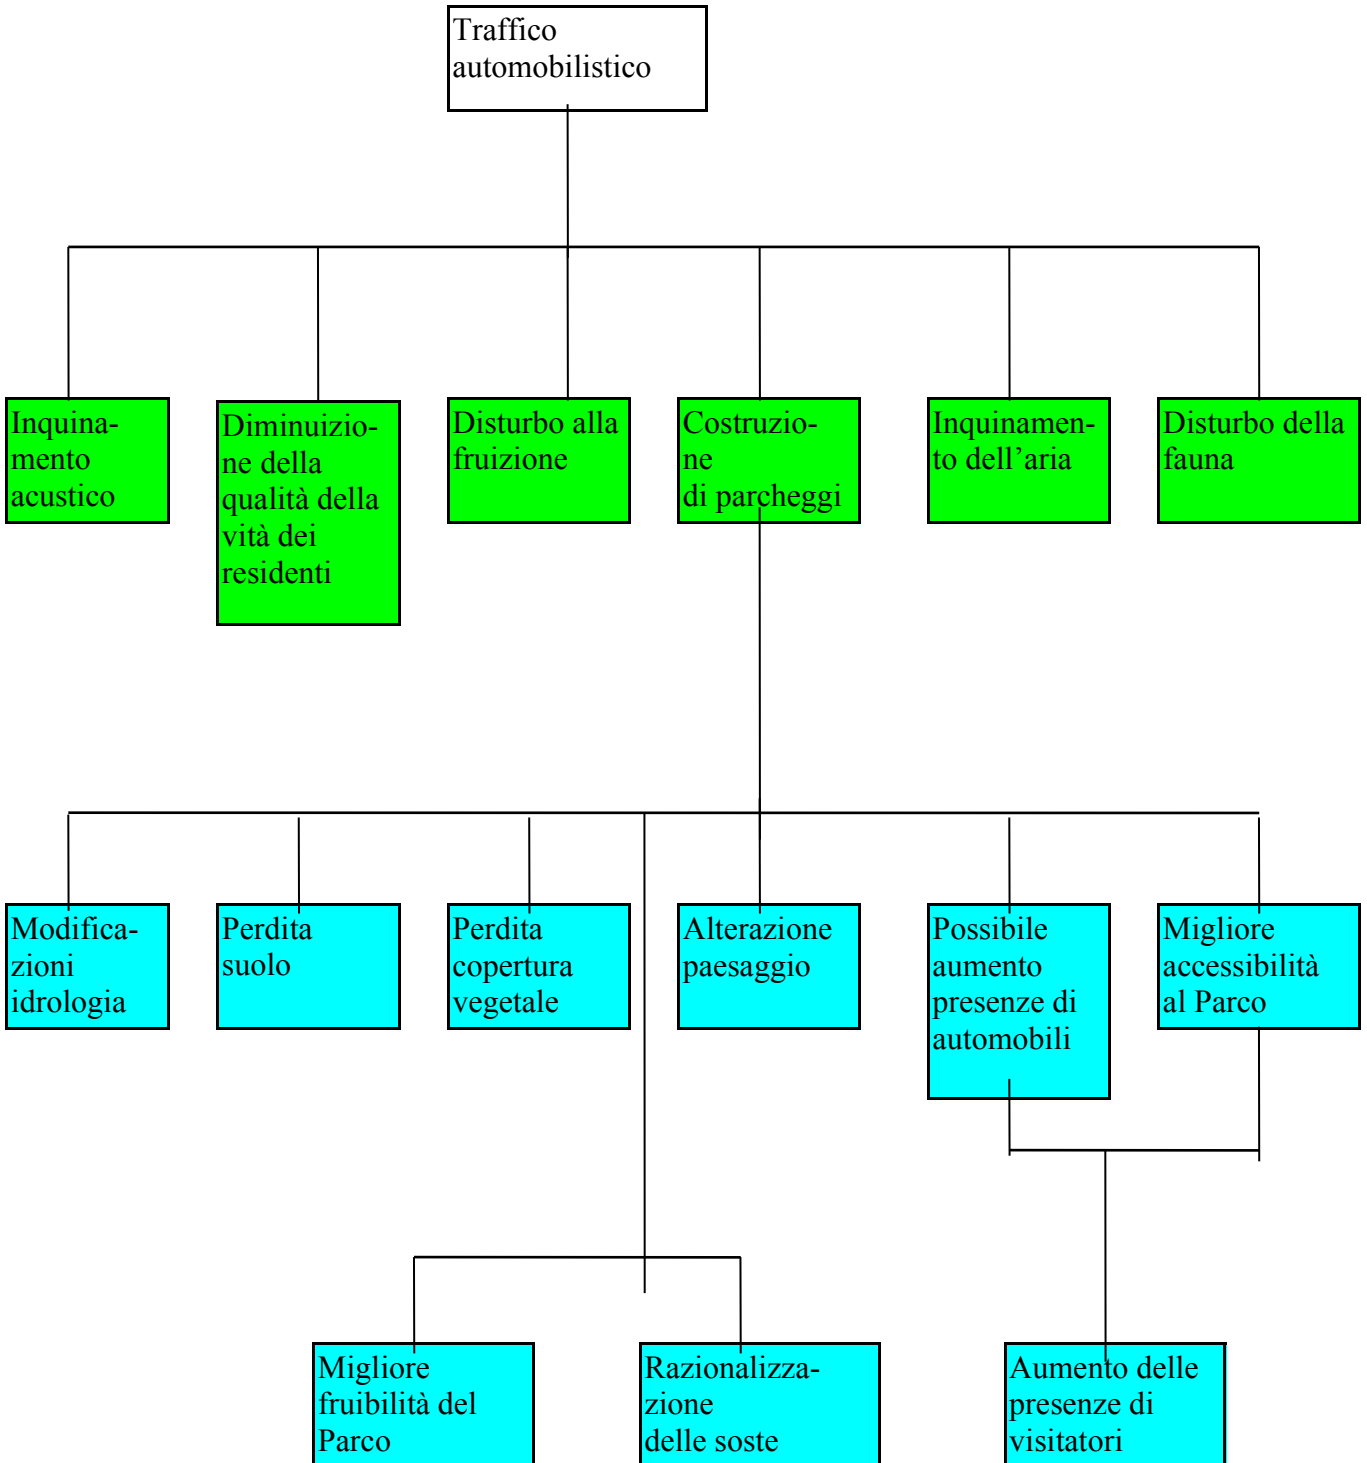 Traffico
automobilistico
Inquina-
mento
acustico
Diminuizio-
ne della
qualità della
vità dei
residenti
Disturbo alla
fruizione
Costruzio-
ne
di parcheggi
Inquinamen-
to dell’aria
Disturbo della
fauna
Modifica-
zioni
idrologia
Perdita
suolo
Perdita
copertura
vegetale
Alterazione
paesaggio
Possibile
aumento
presenze di
automobili
Migliore
accessibilità
al Parco
Migliore
fruibilità del
Parco
Razionalizza-
zione
delle soste
Aumento delle
presenze di
visitatori